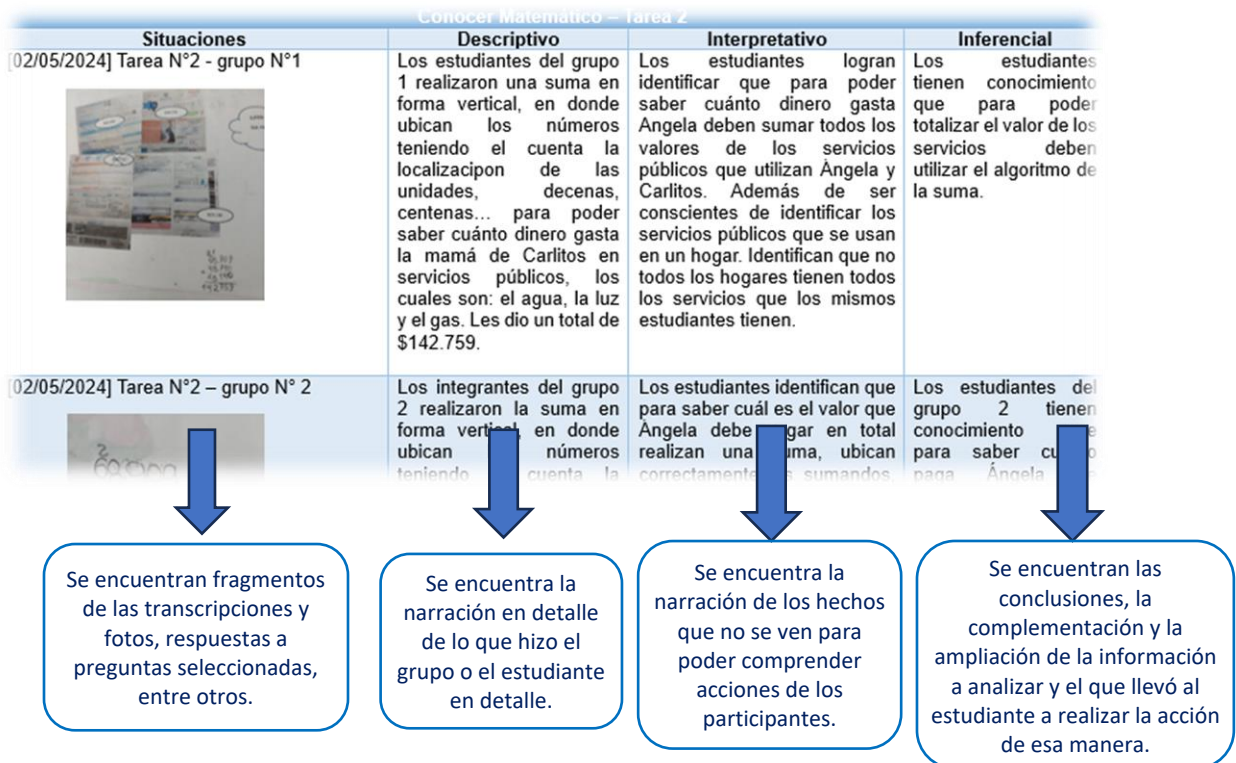 Conocer Matemático – Tarea 2
Situaciones
Descriptivo
Interpretativo
Inferencial
[02/05/2024] Tarea N°2 - grupo N°1
Los estudiantes del grupo
1 realizaron una suma en
forma vertical, en donde
ubican los números
teniendo el cuenta la
localizacipon de las
unidades, decenas,
centenas... para poder
saber cuánto dinero gasta
la mamá de Carlitos en
servicios públicos, los
cuales son: el agua, la luz
y el gas. Les dio un total de
$142.759.
Los estudiantes logran
identificar que para poder
saber cuánto dinero gasta
Angela deben sumar todos los
valores de los servicios
públicos que utilizan Ángela y
Carlitos. Además de ser
conscientes de identificar los
servicios públicos que se usan
en un hogar. Identifican que no
todos los hogares tienen todos
los servicios que los mismos
estudiantes tienen.
Los estudiantes
tienen conocimiento
que para poder
totalizar el valor de los
servicios deben
utilizar el algoritmo de
la suma.
[02/05/2024] Tarea N°2 – grupo N° 2
Los integrantes del grupo
2 realizaron la suma en
forma en donde
ubican números
teniendo cuenta la
Los estudiantes identifican que
para saber cuál es el valor que
Ángela debe en total
realizan una ubican
correctamente sumandos,
Los estudiantes del
grupo 2 tienen
conocimiento
para saber
paga Ángela
Se encuentran fragmentos
de las transcripciones y
fotos, respuestas a
preguntas seleccionadas,
entre otros.
Se encuentra la
narración en detalle
de lo que hizo el
grupo o el estudiante
en detalle.
Se encuentra la
narración de los hechos
que no se ven para
poder comprender
acciones de los
participantes.
Se encuentran las
conclusiones, la
complementación y la
ampliación de la información
a analizar y el que llevó al
estudiante a realizar la acción
de esa manera.